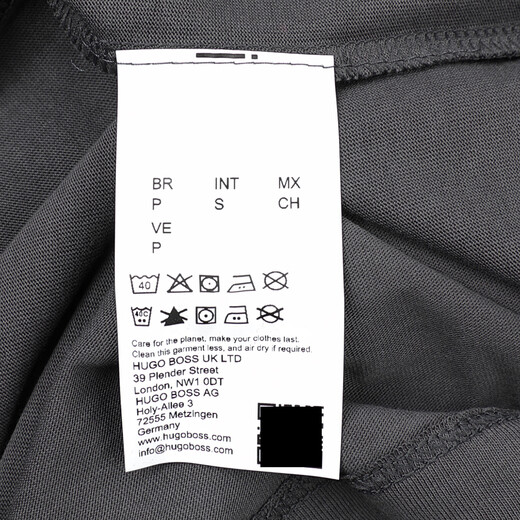 BR INT MX
P S CH
VE
P
40
40C
Care for the planet, make your clothes last.
Clean this garment less, and air dry if required.
HUGO BOSS UK LTD
39 Plender Street
London, NW1 0DT
HUGO BOSS AG
Holy-Allee 3
72555 Metzingen
Germany
www.hugoboss.com
info@hugoboss.com